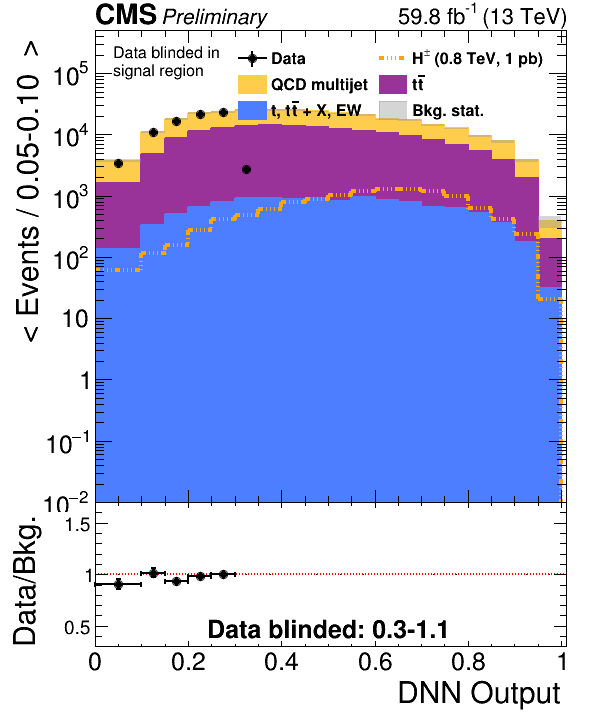 CMS Preliminary 59.8 fb⁻¹ (13 TeV)
Data blinded in
signal region
Data
H± (0.8 TeV, 1 pb)
QCD multijet
tt̄
t, tt̄ + X, EW
Bkg. stat.
< Events / 0.05-0.10 >
10⁵
10⁴
10³
10²
10
1
10⁻¹
10⁻²
Data/Bkg.
1.5
1
0.5
Data blinded: 0.3-1.1
0 0.2 0.4 0.6 0.8 1
DNN Output